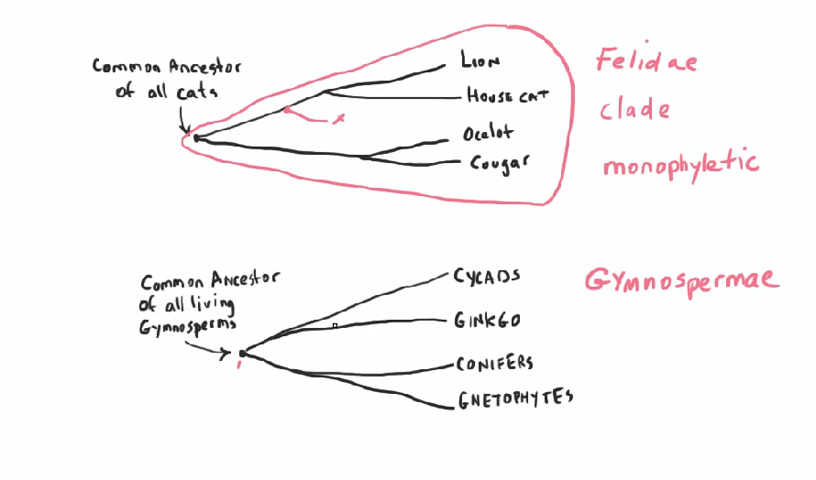 Common Ancestor
of all cats
LION
HOUSE CAT
Ocalot
Cougar
x
Felidae
clade
monophyletic
Common Ancestor
of all living
Gymnosperms
CYCADS
GINKGO
CONIFERS
GNETOPHYTES
Gymnospermae